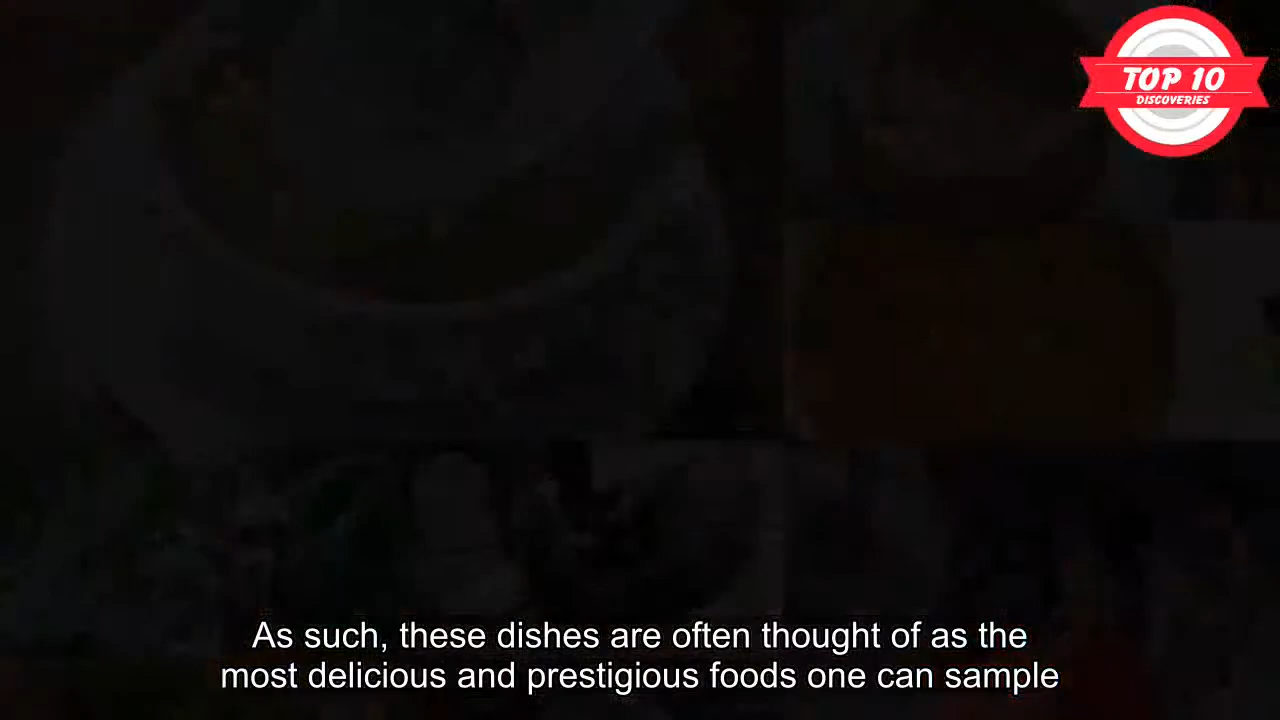 TOP 10
DISCOVERIES
As such, these dishes are often thought of as the
most delicious and prestigious foods one can sample